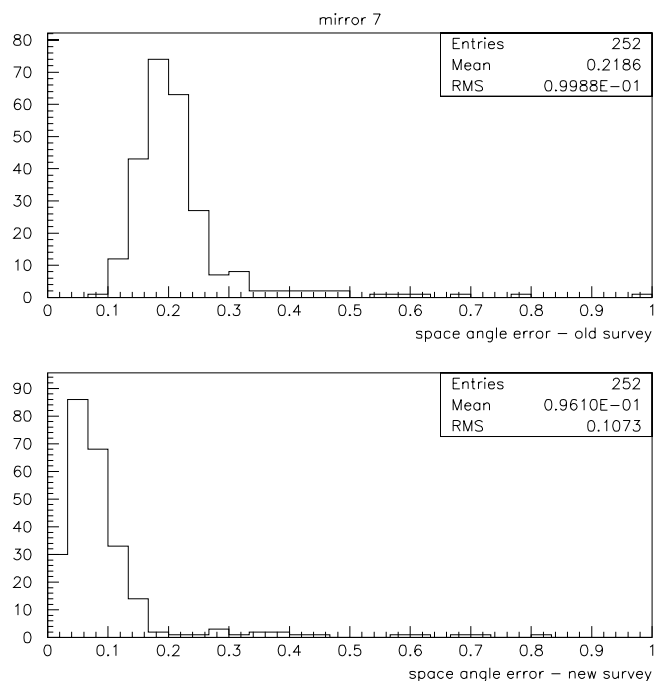 mirror 7
80
70
60
50
40
30
20
10
0
Entries 252
Mean 0.2186
RMS 0.9988E−01
0 0.1 0.2 0.3 0.4 0.5 0.6 0.7 0.8 0.9 1
space angle error − old survey
90
80
70
60
50
40
30
20
10
0
Entries 252
Mean 0.9610E−01
RMS 0.1073
0 0.1 0.2 0.3 0.4 0.5 0.6 0.7 0.8 0.9 1
space angle error − new survey